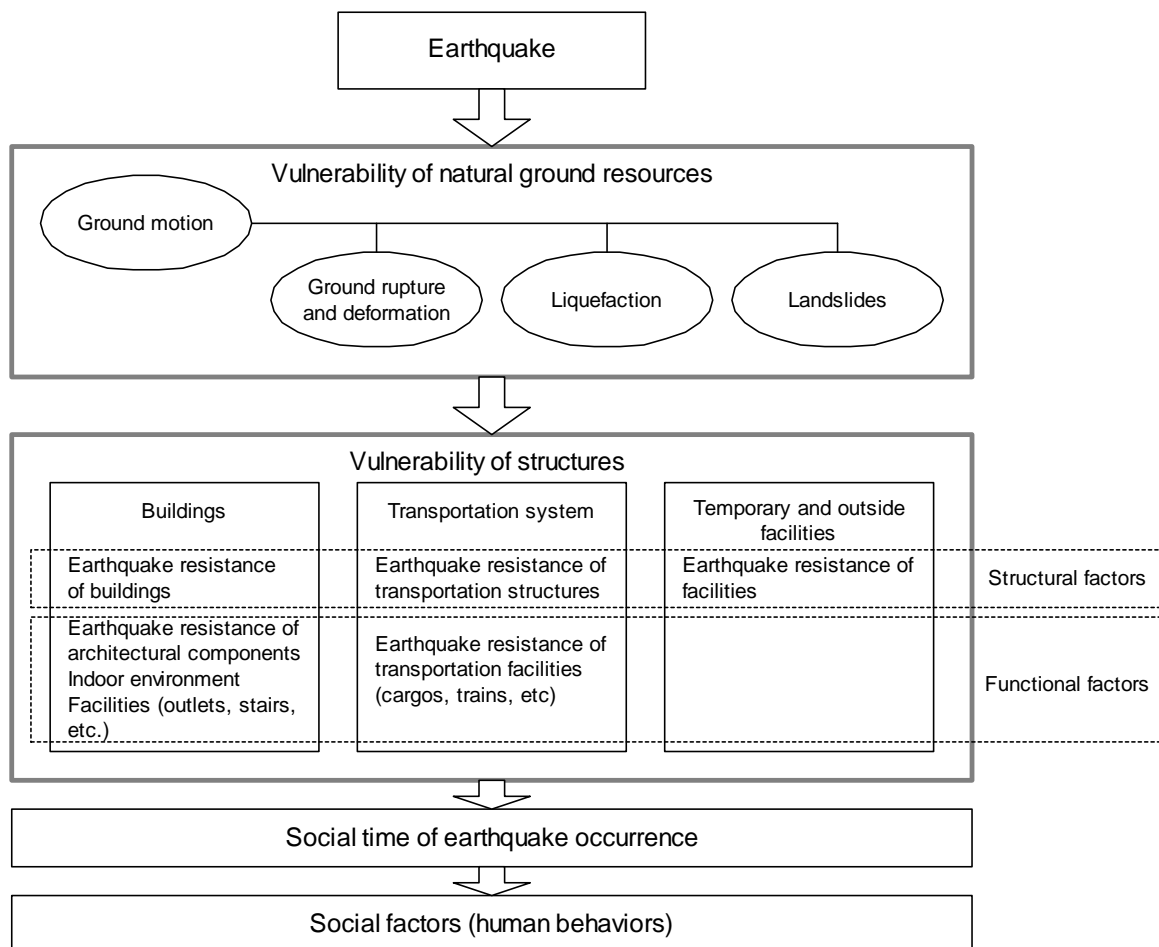 Earthquake
Vulnerability of natural ground resources
Ground motion
Ground rupture
and deformation
Liquefaction
Landslides
Vulnerability of structures
Buildings
Transportation system
Temporary and outside
facilities
Earthquake resistance
of buildings
Earthquake resistance of
transportation structures
Earthquake resistance of
facilities
Structural factors
Earthquake resistance of
architectural components
Indoor environment
Facilities (outlets, stairs,
etc.)
Earthquake resistance of
transportation facilities
(cargos, trains, etc)
Functional factors
Social time of earthquake occurrence
Social factors (human behaviors)